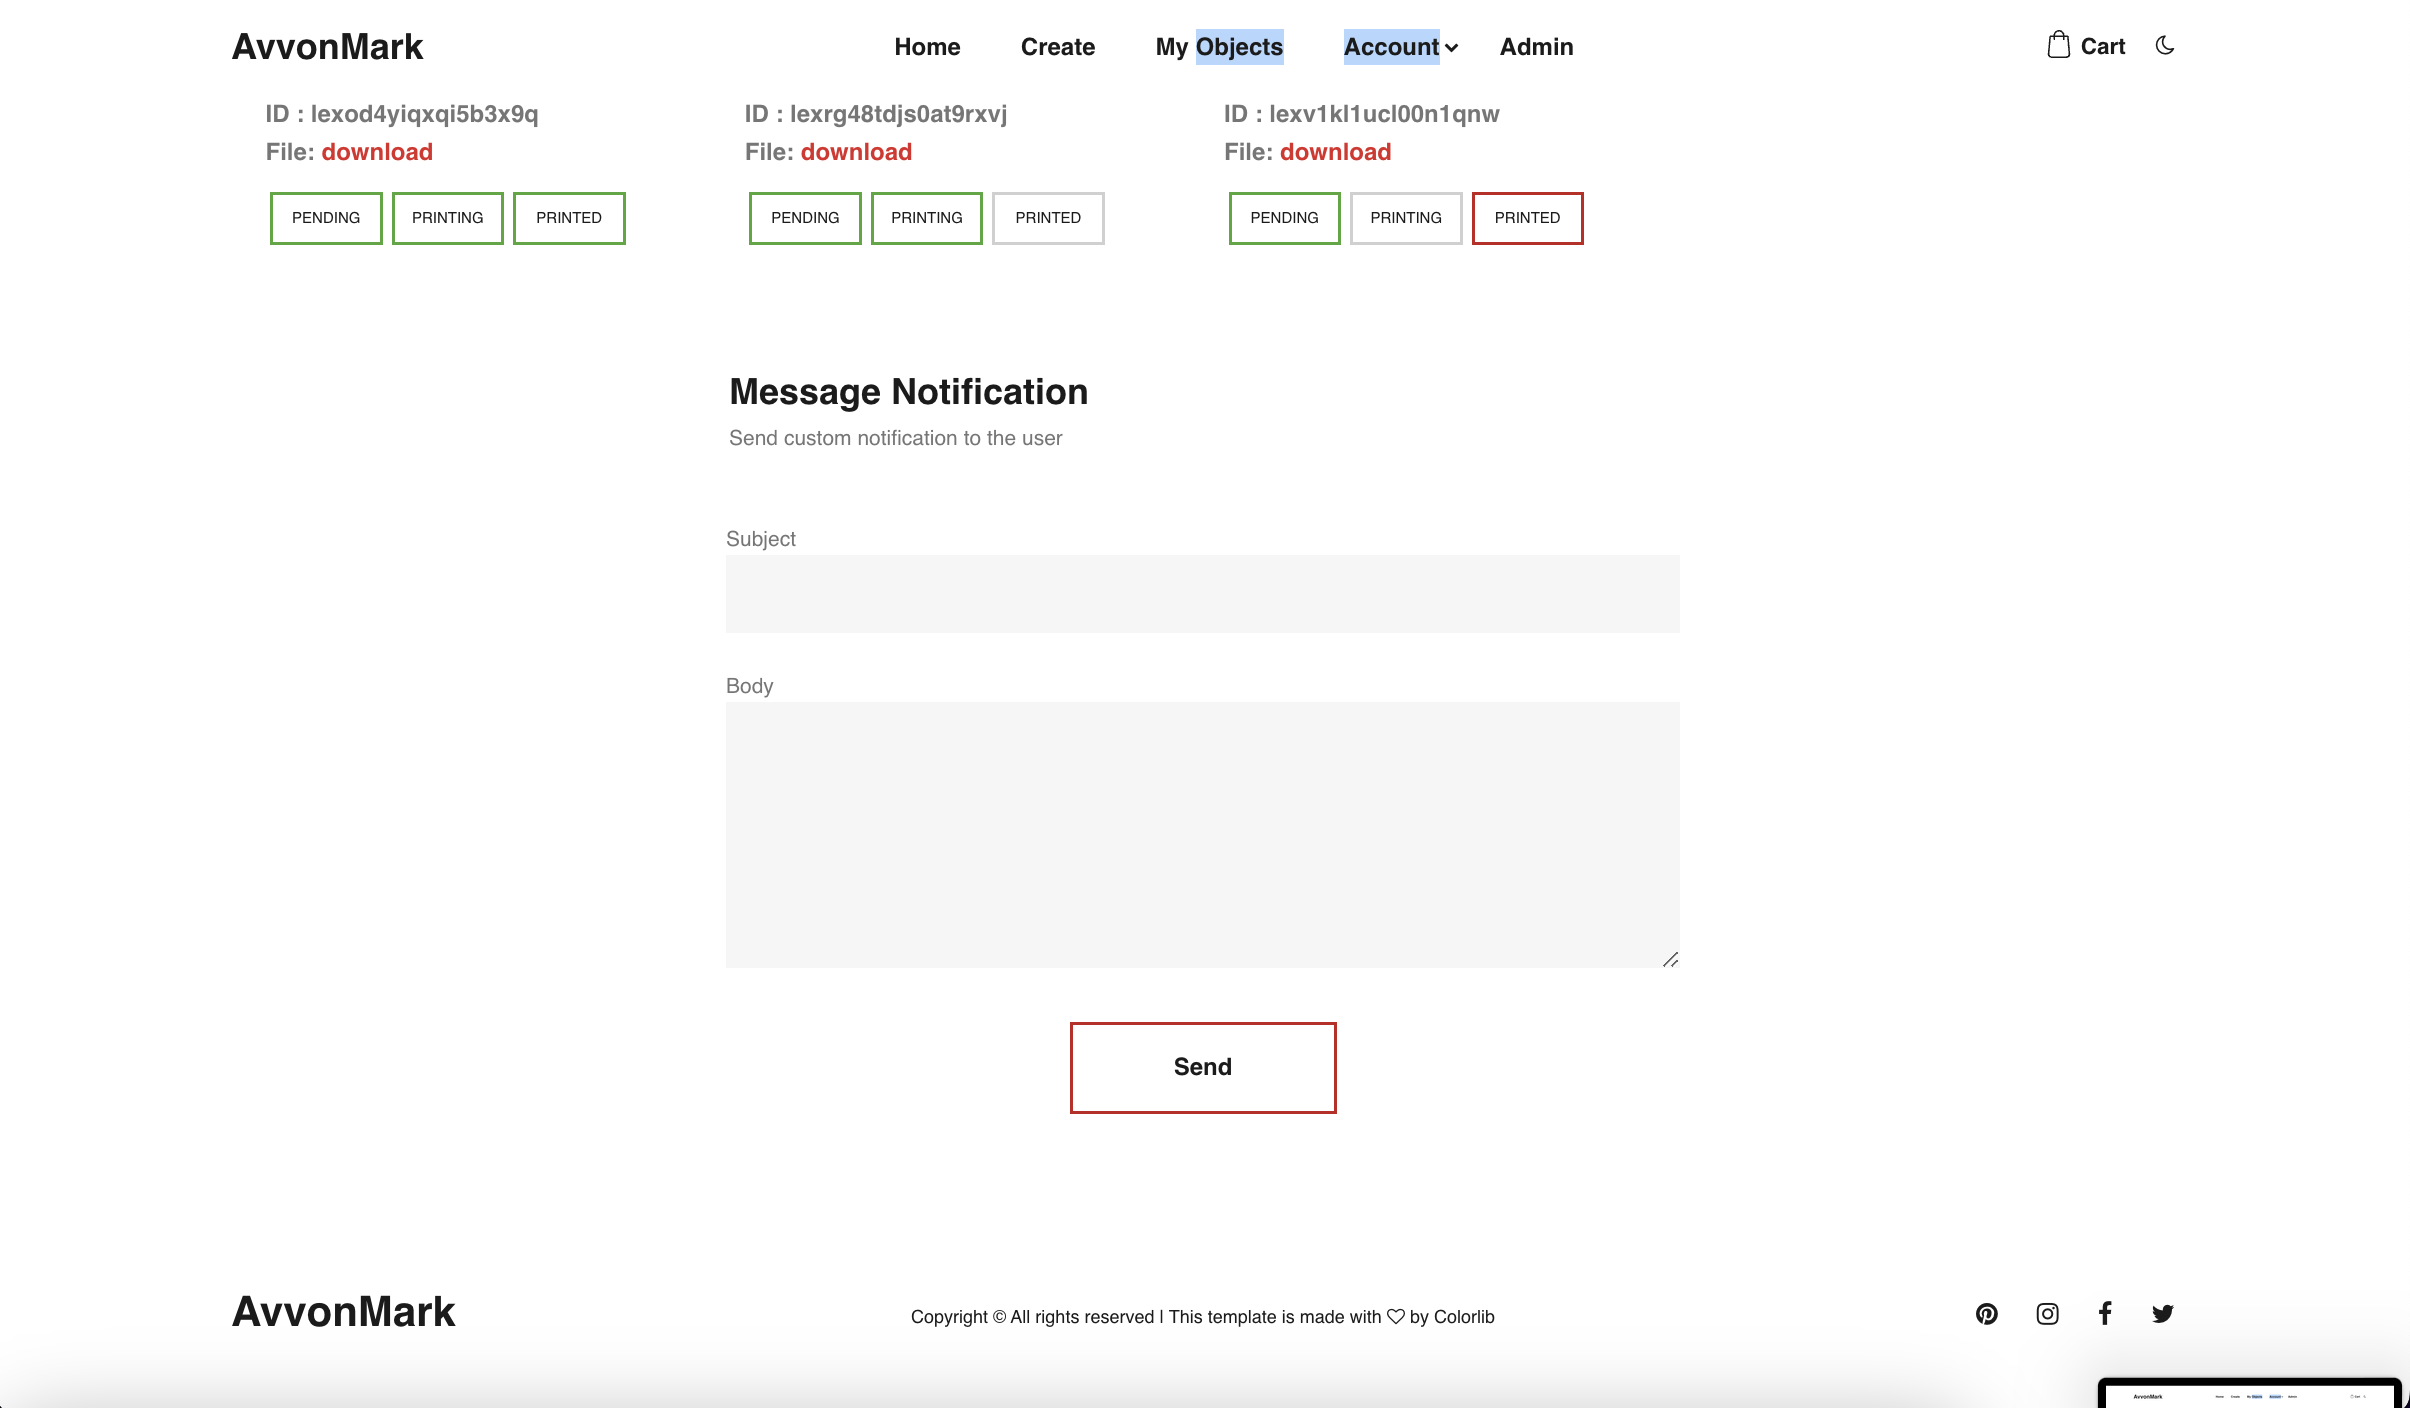 AvvonMark Home Create My Objects Account Admin Cart
ID : lexod4yiqxqi5b3x9q
File: download
PENDING PRINTING PRINTED
ID : lexrg48tdjs0at9rxvj
File: download
PENDING PRINTING PRINTED
ID : lexv1kl1ucl00n1qnw
File: download
PENDING PRINTING PRINTED
Message Notification
Send custom notification to the user
Subject
Body
Send
AvvonMark
Copyright © All rights reserved | This template is made with ♡ by Colorlib
AvvonMark